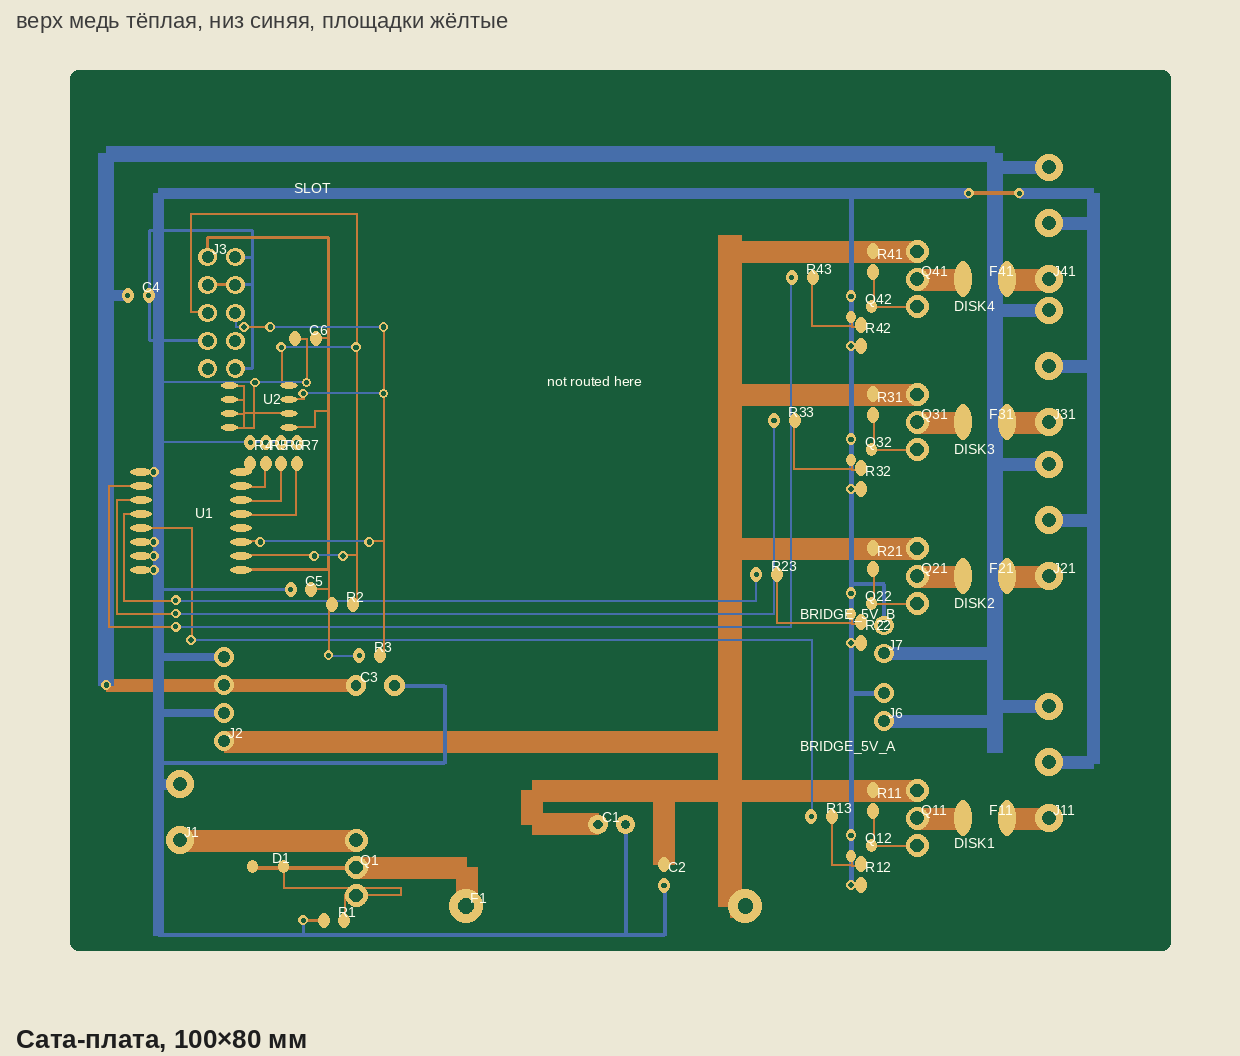 верх медь тёплая, низ синяя, площадки жёлтые
SLOT
J3
R41
R43
Q41
F41
J41
C4
Q42
DISK4
C6
R42
not routed here
U2
R31
R33
Q31
F31
J31
Q32
R7
DISK3
R32
U1
R21
R23
Q21
F21
J21
C5
Q22
DISK2
R2
BRIDGE_5V_B
R22
R3
J7
C3
J6
J2
BRIDGE_5V_A
R11
R13
C1
Q11
F11
J11
J1
Q12
DISK1
D1
Q1
C2
R12
F1
R1
Сата-плата, 100×80 мм